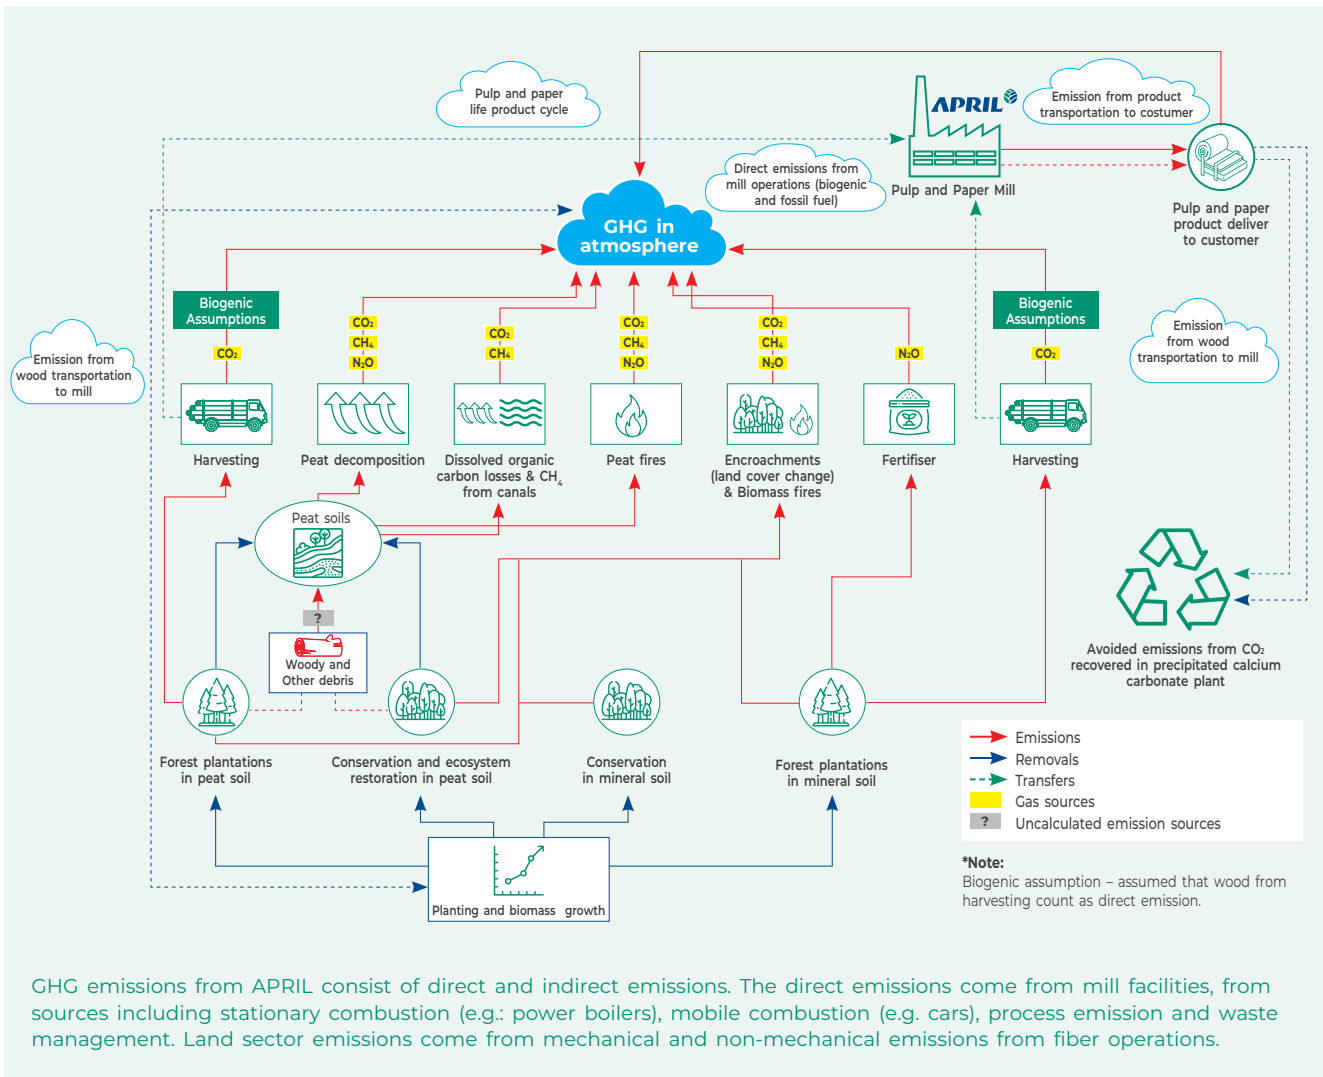 Pulp and paper
life product cycle
APRIL
Emission from product
transportation to costumer
Direct emissions from
mill operations (biogenic
and fossil fuel)
Pulp and Paper Mill
Pulp and paper
product deliver
to customer
GHG in
atmosphere
Biogenic
Assumptions
CO₂
CO₂
CH₄
N₂O
CO₂
CH₄
CO₂
CH₄
N₂O
CO₂
CH₄
N₂O
N₂O
Biogenic
Assumptions
CO₂
Emission from
wood transportation
to mill
Emission
from wood
transportation to mill
Harvesting
Peat decomposition
Dissolved organic
carbon losses & CH₄
from canals
Peat fires
Encroachments
(land cover change)
& Biomass fires
Fertifiser
Harvesting
Peat soils
?
Woody and
Other debris
Avoided emissions from CO₂
recovered in precipitated calcium
carbonate plant
Forest plantations
in peat soil
Conservation and ecosystem
restoration in peat soil
Conservation
in mineral soil
Forest plantations
in mineral soil
Planting and biomass growth
Emissions
Removals
Transfers
Gas sources
? Uncalculated emission sources
*Note:
Biogenic assumption – assumed that wood from
harvesting count as direct emission.
GHG emissions from APRIL consist of direct and indirect emissions. The direct emissions come from mill facilities, from
sources including stationary combustion (e.g.: power boilers), mobile combustion (e.g. cars), process emission and waste
management. Land sector emissions come from mechanical and non-mechanical emissions from fiber operations.